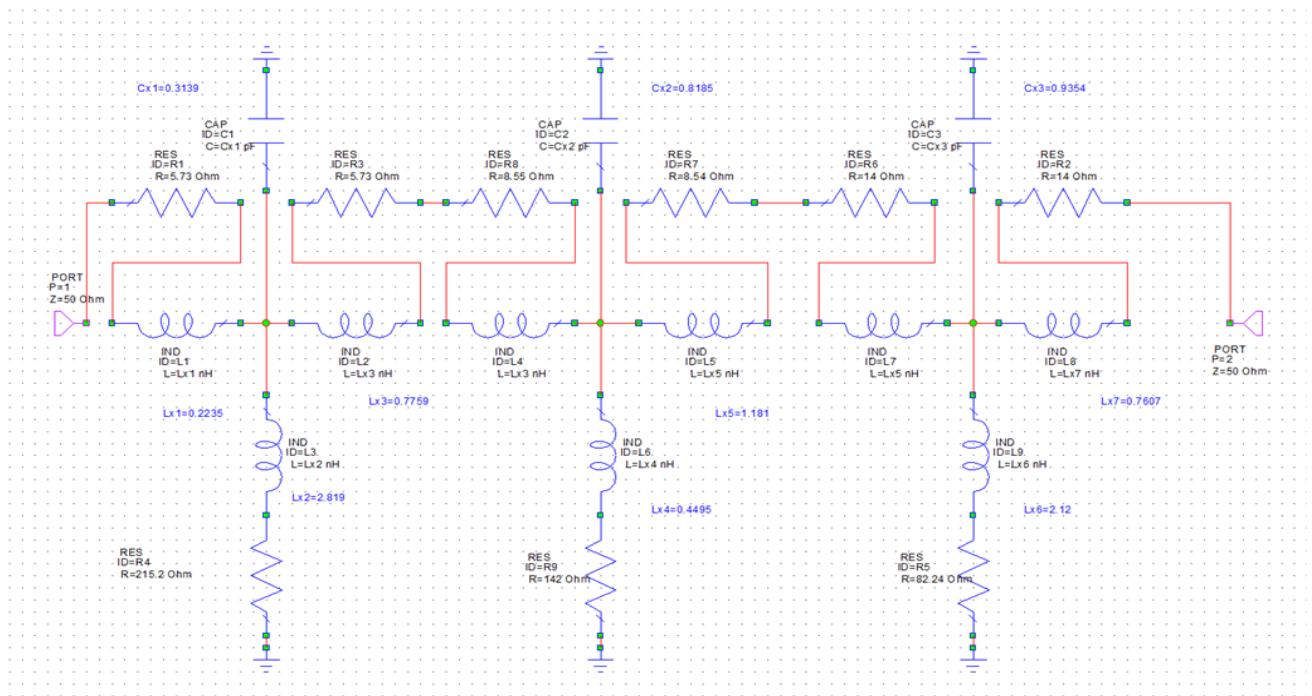 Cx1=0.3139
Cx2=0.8185
Cx3=0.9354
CAP
ID=C1
C=Cx1 pF
CAP
ID=C2
C=Cx2 pF
CAP
ID=C3
C=Cx3 pF
RES
ID=R1
R=5.73 Ohm
RES
ID=R3
R=5.73 Ohm
RES
ID=R8
R=8.55 Ohm
RES
ID=R7
R=8.54 Ohm
RES
ID=R6
R=14 Ohm
RES
ID=R2
R=14 Ohm
PORT
P=1
Z=50 Ohm
IND
ID=L1
L=Lx1 nH
IND
ID=L2
L=Lx3 nH
IND
ID=L4
L=Lx3 nH
IND
ID=L5
L=Lx5 nH
IND
ID=L7
L=Lx5 nH
IND
ID=L8
L=Lx7 nH
PORT
P=2
Z=50 Ohm
Lx1=0.2235
Lx3=0.7759
Lx5=1.181
Lx7=0.7607
IND
ID=L3
L=Lx2 nH
IND
ID=L6
L=Lx4 nH
IND
ID=L9
L=Lx6 nH
Lx2=2.819
Lx4=0.4495
Lx6=2.12
RES
ID=R4
R=215.2 Ohm
RES
ID=R9
R=142 Ohm
RES
ID=R5
R=82.24 Ohm